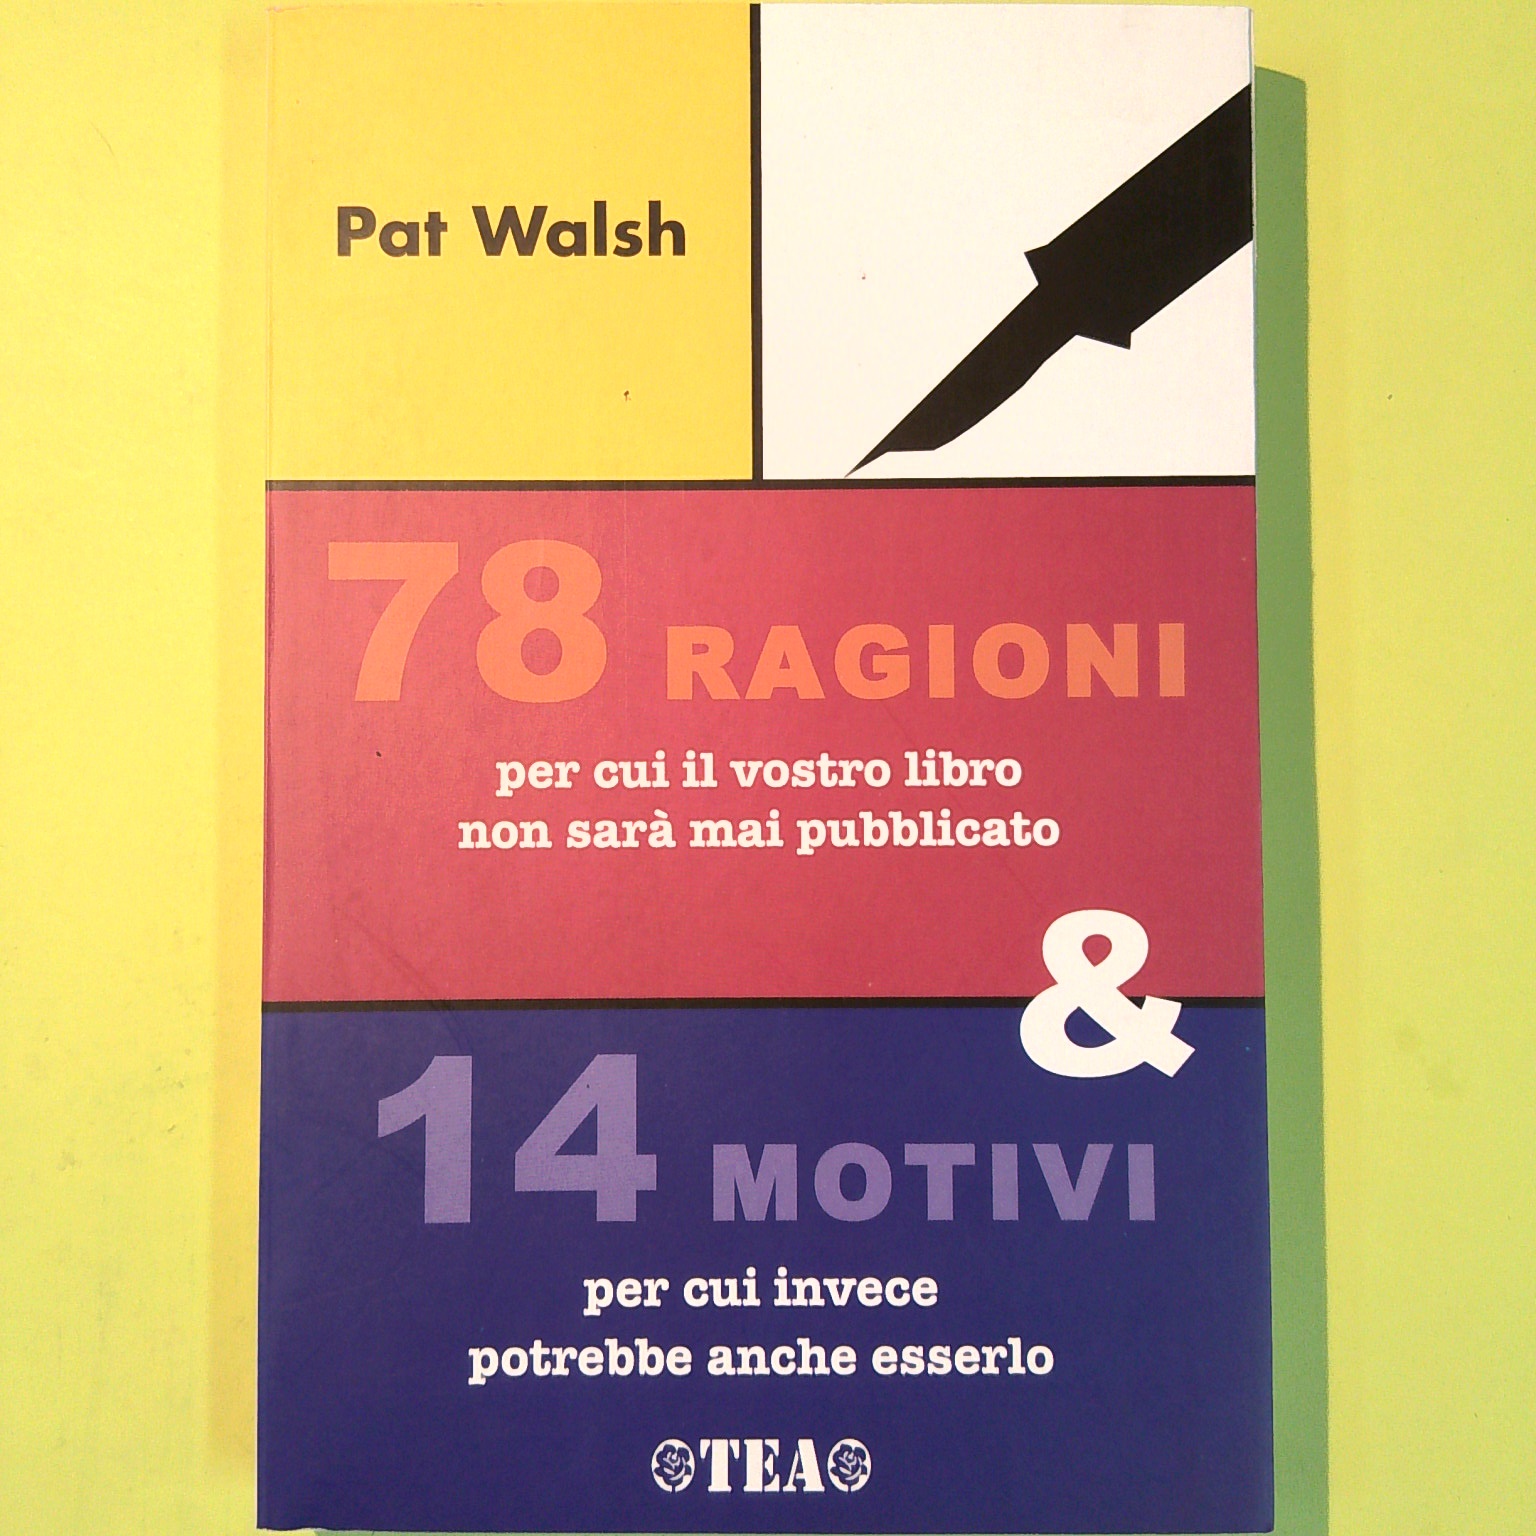 Pat Walsh
78 RAGIONI
per cui il vostro libro
non sarà mai pubblicato
&
14 MOTIVI
per cui invece
potrebbe anche esserlo
TEA